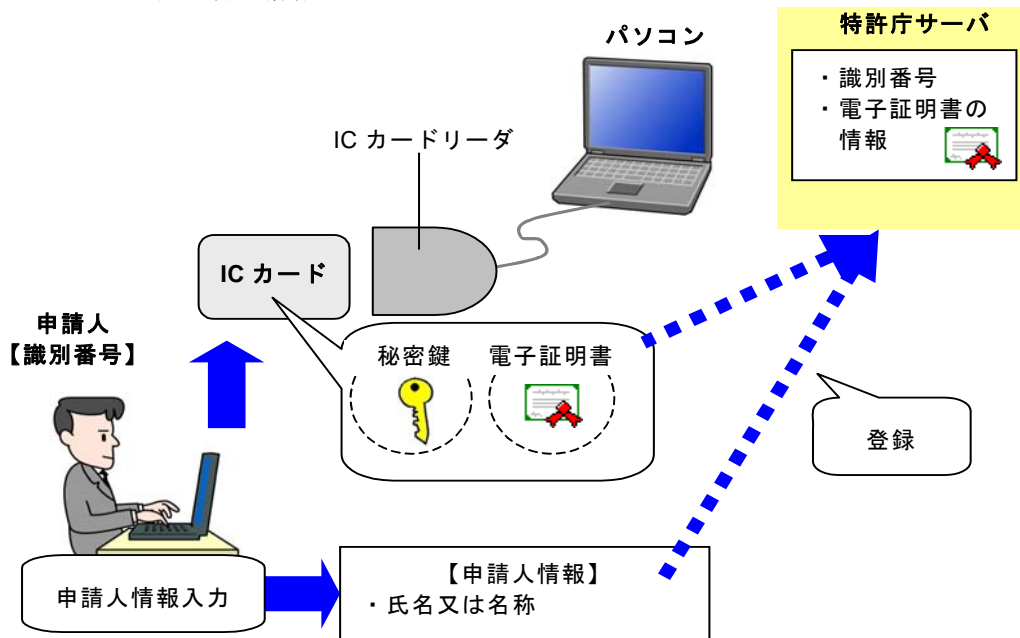 パソコン
特許庁サーバ
・識別番号
・電子証明書の
情報
IC カードリーダ
IC カード
申請人
【識別番号】
秘密鍵
電子証明書
登録
申請人情報入力
【申請人情報】
・氏名又は名称